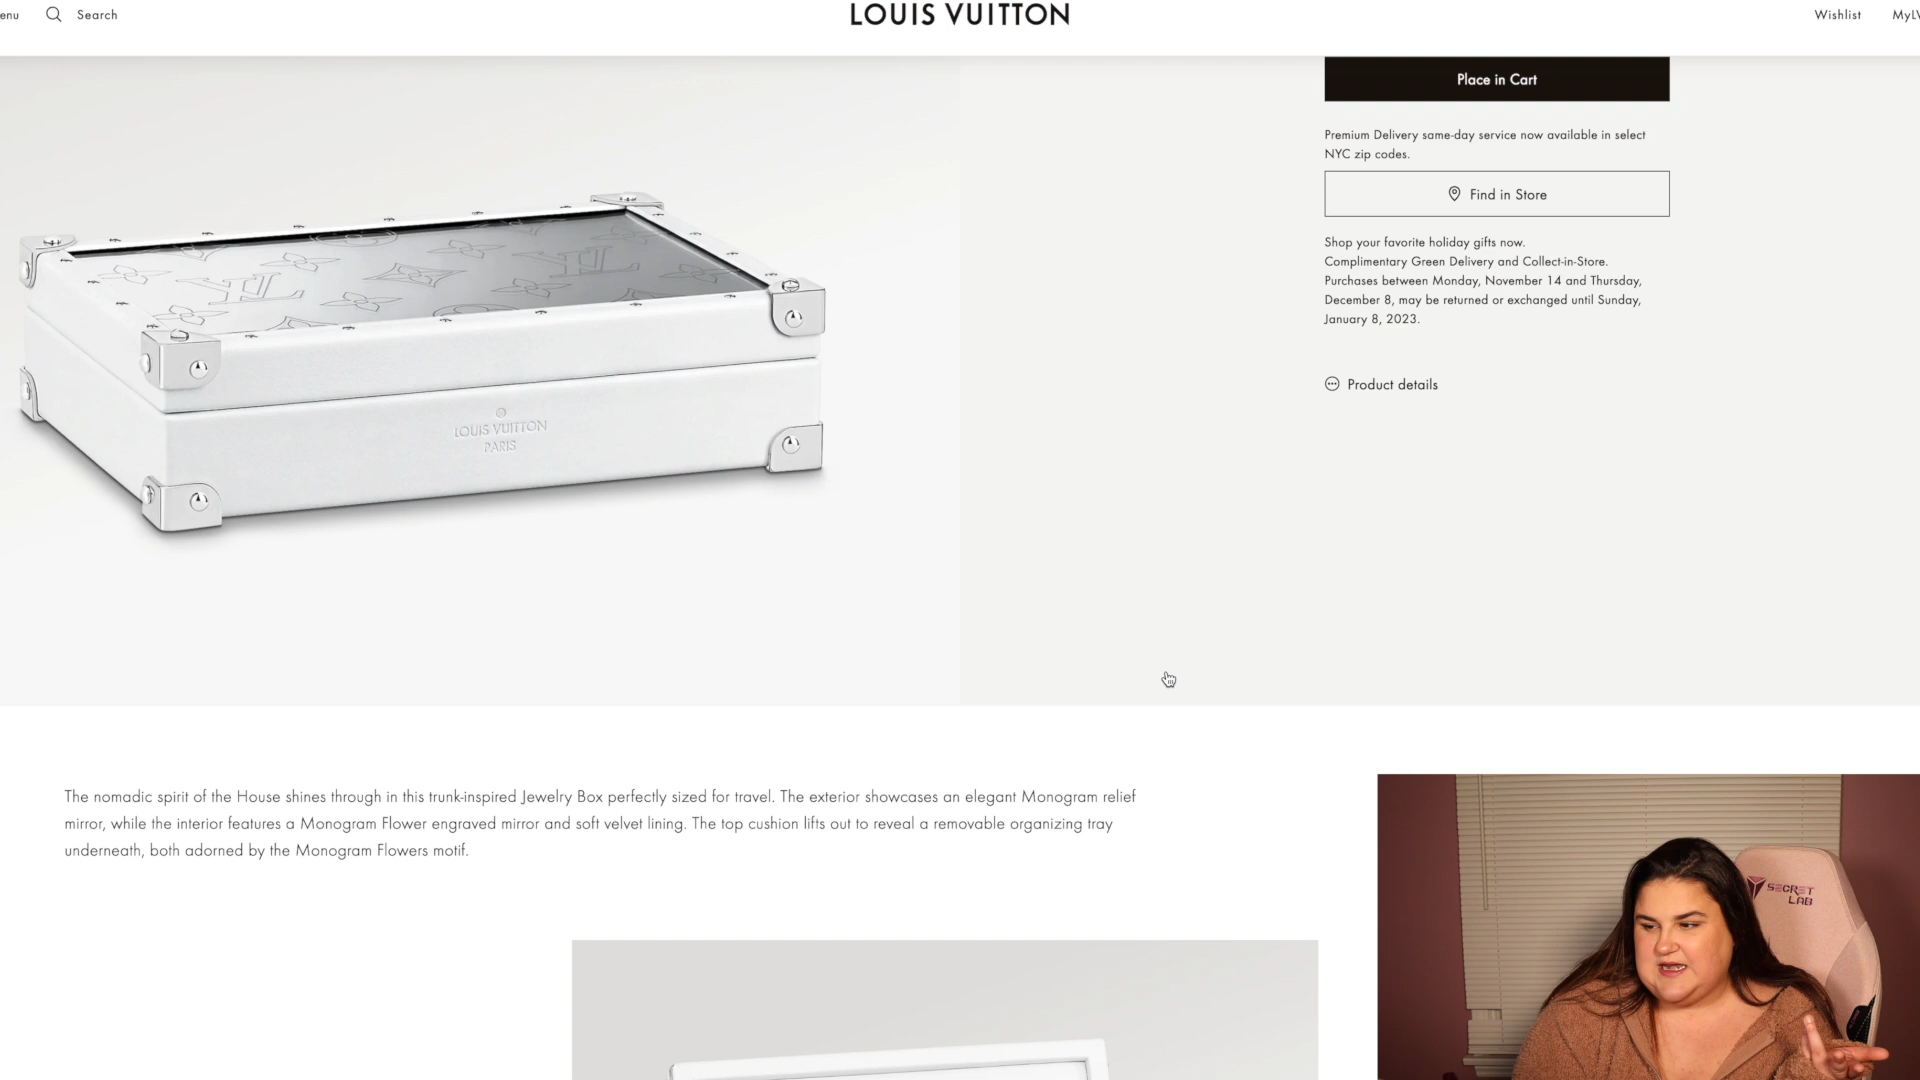 enu
Search
LOUIS VUITTON
Wishlist
MyLV
Place in Cart
Premium Delivery same-day service now available in select
NYC zip codes.
Find in Store
Shop your favorite holiday gifts now.
Complimentary Green Delivery and Collect-in-Store.
Purchases between Monday, November 14 and Thursday,
December 8, may be returned or exchanged until Sunday,
January 8, 2023.
Product details
LV
LV
LOUIS VUITTON
PARIS
The nomadic spirit of the House shines through in this trunk-inspired Jewelry Box perfectly sized for travel. The exterior showcases an elegant Monogram relief
mirror, while the interior features a Monogram Flower engraved mirror and soft velvet lining. The top cushion lifts out to reveal a removable organizing tray
underneath, both adorned by the Monogram Flowers motif.
SECRET
LAB